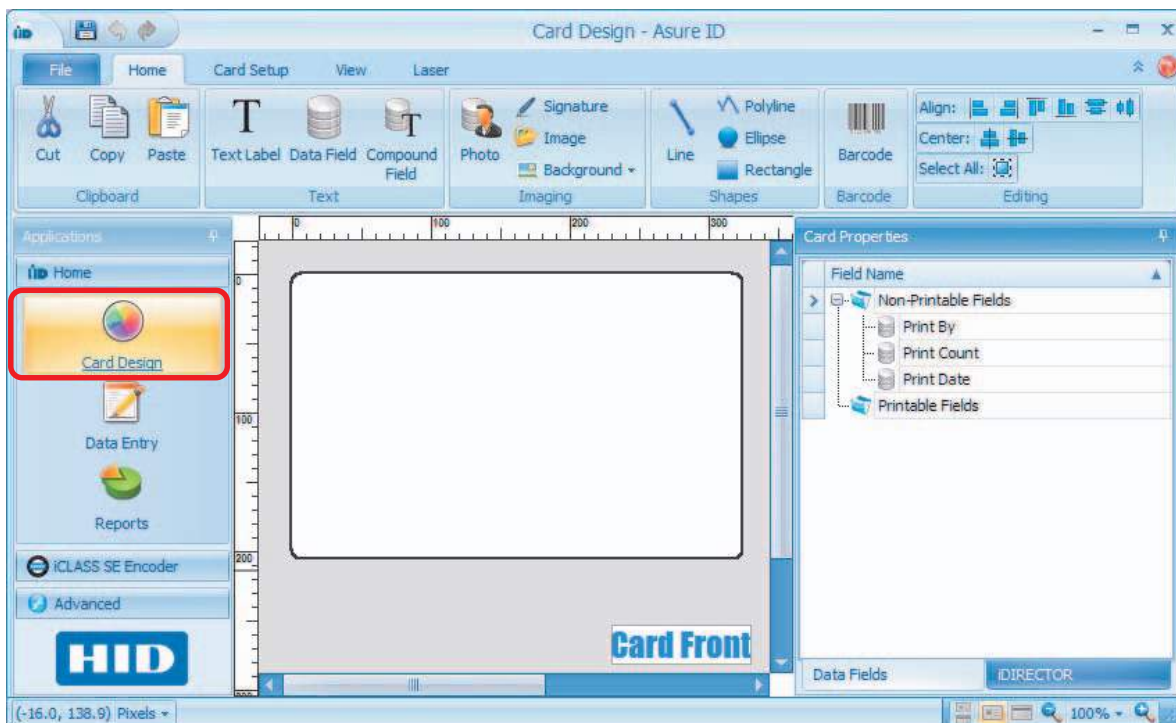 iID
Card Design - Asure ID
File Home Card Setup View Laser
Cut Copy Paste
Clipboard
Text Label Data Field Compound Field
Text
Photo Signature Image Background
Imaging
Line Polyline Ellipse Rectangle
Shapes
Barcode
Barcode
Align:
Center:
Select All:
Editing
Applications
iID Home
Card Design
Data Entry
Reports
iCLASS SE Encoder
Advanced
HID
0 100 200 300
0
100
200
Card Front
Card Properties
Field Name
Non-Printable Fields
Print By
Print Count
Print Date
Printable Fields
Data Fields iDIRECTOR
(-16.0, 138.9) Pixels
100%